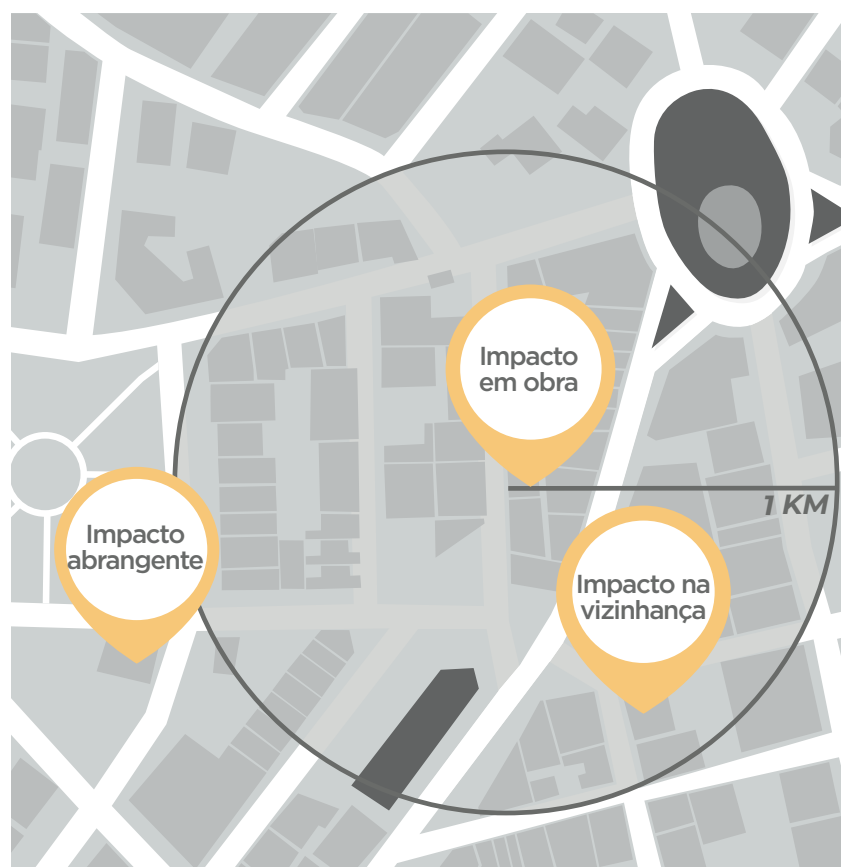 Impacto
em obra
1 KM
Impacto
abrangente
Impacto na
vizinhança